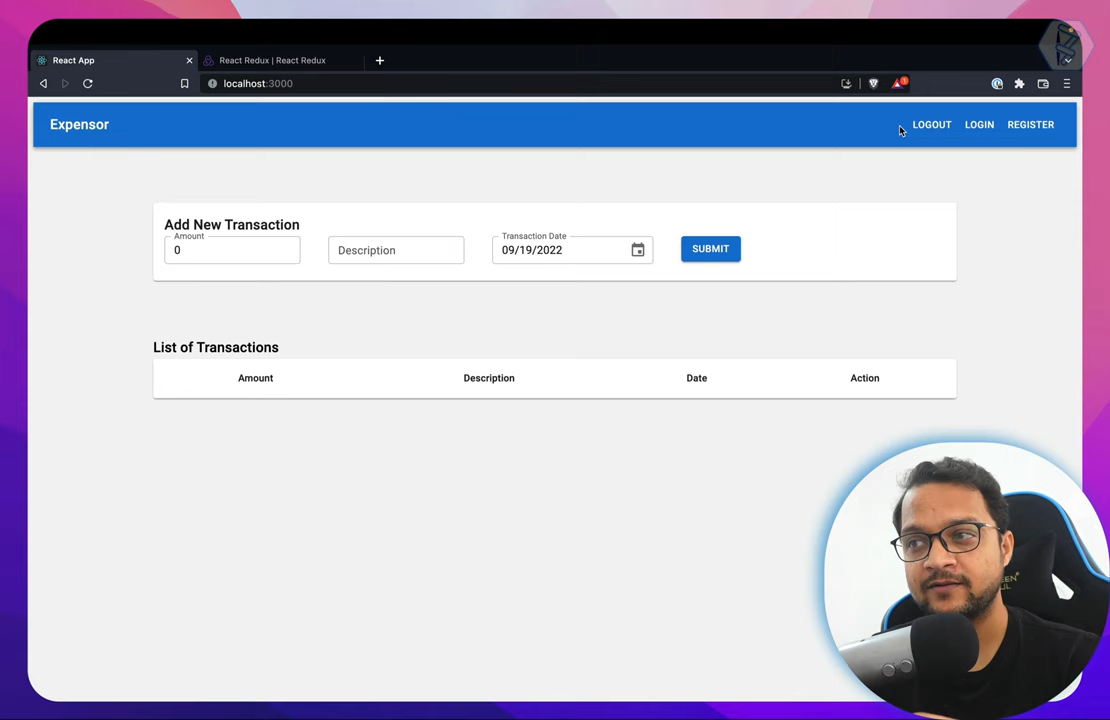 React App
React Redux | React Redux
localhost:3000
1
Expensor
LOGOUT LOGIN REGISTER
Add New Transaction
Amount
0
Description
Transaction Date
09/19/2022
SUBMIT
List of Transactions
Amount Description Date Action